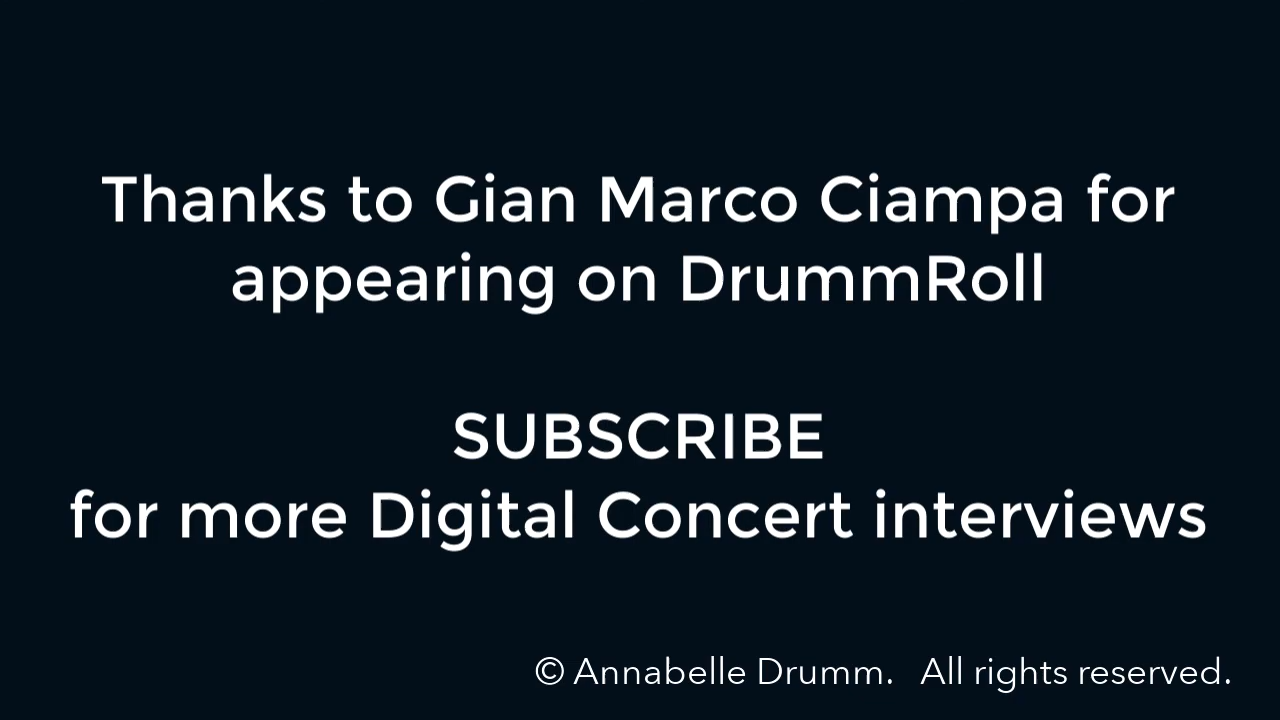 Thanks to Gian Marco Ciampa for
appearing on DrummRoll
SUBSCRIBE
for more Digital Concert interviews
© Annabelle Drumm.   All rights reserved.